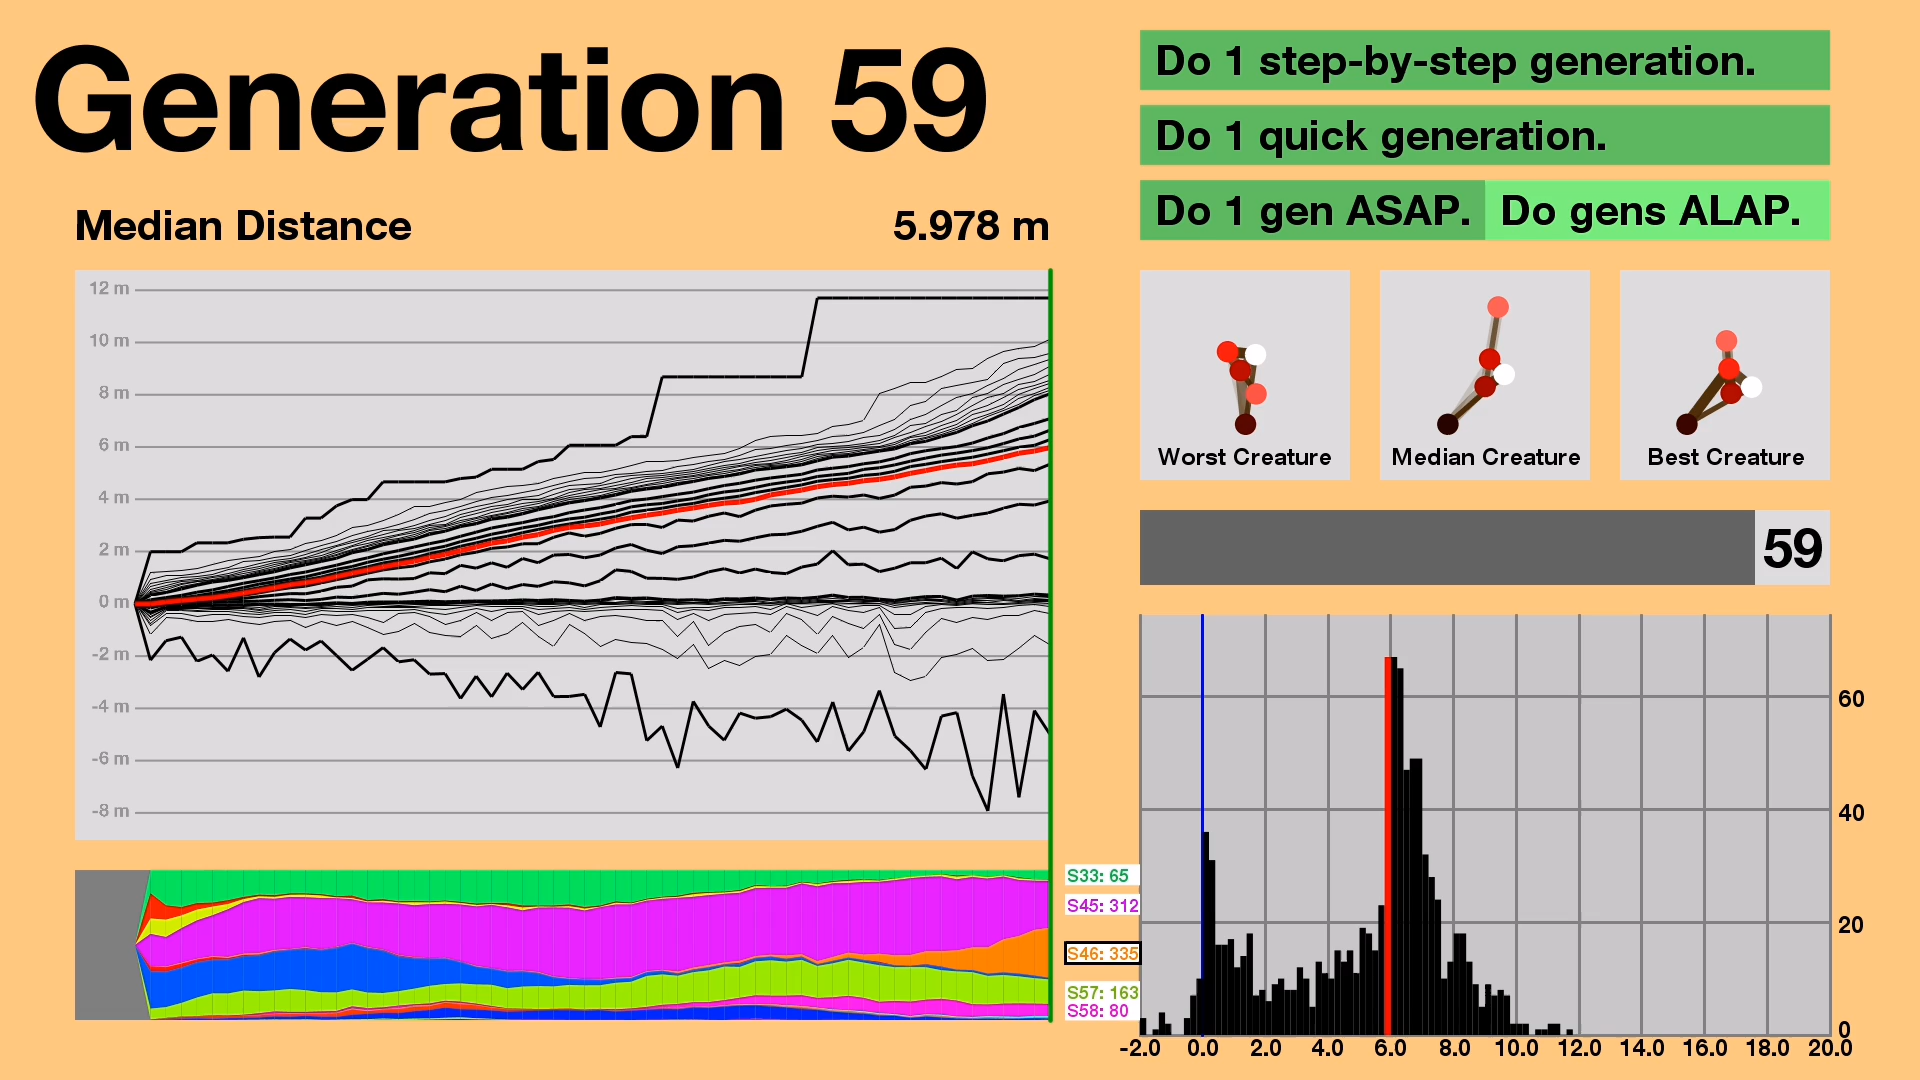 Generation 59
Do 1 step-by-step generation.
Do 1 quick generation.
Do 1 gen ASAP. Do gens ALAP.
Median Distance 5.978 m
12 m
10 m
8 m
6 m
4 m
2 m
0 m
-2 m
-4 m
-6 m
-8 m
Worst Creature
Median Creature
Best Creature
59
S33: 65
S45: 312
S46: 335
S57: 163
S58: 80
60
40
20
0
-2.0 0.0 2.0 4.0 6.0 8.0 10.0 12.0 14.0 16.0 18.0 20.0